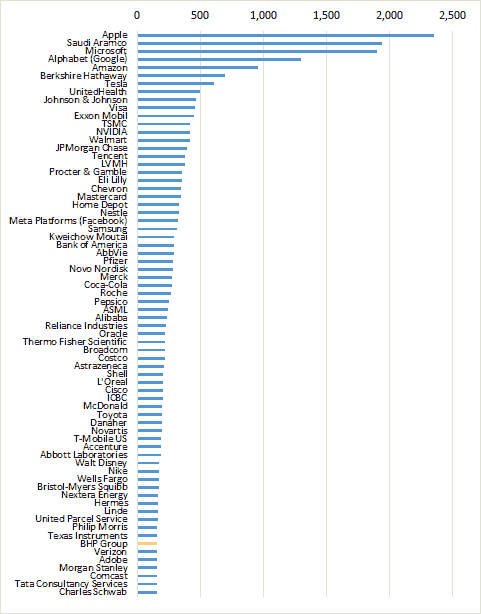 0 500 1,000 1,500 2,000 2,500
Apple
Saudi Aramco
Microsoft
Alphabet (Google)
Amazon
Berkshire Hathaway
Tesla
UnitedHealth
Johnson & Johnson
Visa
Exxon Mobil
TSMC
NVIDIA
Walmart
JPMorgan Chase
Tencent
LVMH
Procter & Gamble
Eli Lilly
Chevron
Mastercard
Home Depot
Nestle
Meta Platforms (Facebook)
Samsung
Kweichow Moutai
Bank of America
AbbVie
Pfizer
Novo Nordisk
Merck
Coca-Cola
Roche
Pepsico
ASML
Alibaba
Reliance Industries
Oracle
Thermo Fisher Scientific
Broadcom
Costco
Astrazeneca
Shell
L'Oreal
Cisco
ICBC
McDonald
Toyota
Danaher
Novartis
T-Mobile US
Accenture
Abbott Laboratories
Walt Disney
Nike
Wells Fargo
Bristol-Myers Squibb
Nextera Energy
Hermes
Linde
United Parcel Service
Philip Morris
Texas Instruments
BHP Group
Verizon
Adobe
Morgan Stanley
Comcast
Tata Consultancy Services
Charles Schwab